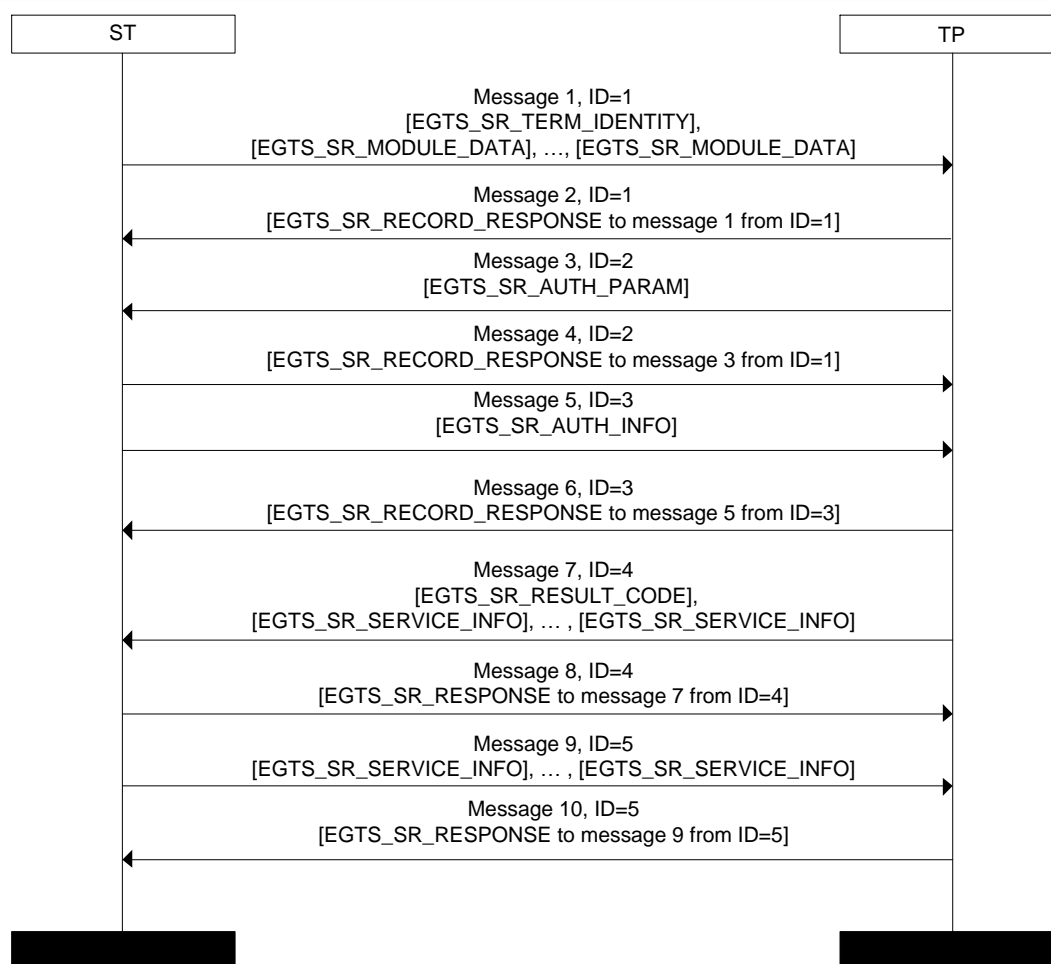 ST
TP
Message 1, ID=1
[EGTS_SR_TERM_IDENTITY],
[EGTS_SR_MODULE_DATA], …, [EGTS_SR_MODULE_DATA]
Message 2, ID=1
[EGTS_SR_RECORD_RESPONSE to message 1 from ID=1]
Message 3, ID=2
[EGTS_SR_AUTH_PARAM]
Message 4, ID=2
[EGTS_SR_RECORD_RESPONSE to message 3 from ID=1]
Message 5, ID=3
[EGTS_SR_AUTH_INFO]
Message 6, ID=3
[EGTS_SR_RECORD_RESPONSE to message 5 from ID=3]
Message 7, ID=4
[EGTS_SR_RESULT_CODE],
[EGTS_SR_SERVICE_INFO], … , [EGTS_SR_SERVICE_INFO]
Message 8, ID=4
[EGTS_SR_RESPONSE to message 7 from ID=4]
Message 9, ID=5
[EGTS_SR_SERVICE_INFO], … , [EGTS_SR_SERVICE_INFO]
Message 10, ID=5
[EGTS_SR_RESPONSE to message 9 from ID=5]